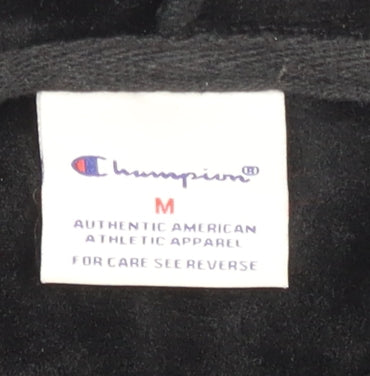 Champion®
M
AUTHENTIC AMERICAN
ATHLETIC APPAREL
FOR CARE SEE REVERSE